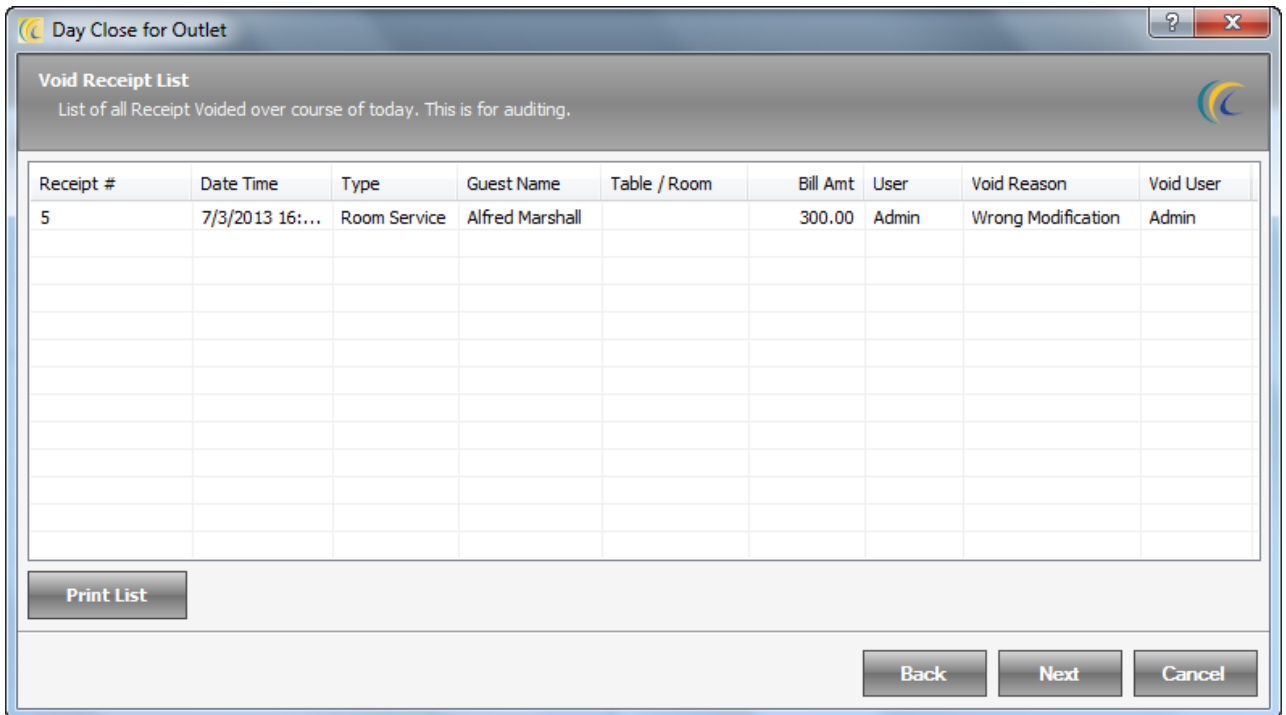 Day Close for Outlet
?
X
Void Receipt List
List of all Receipt Voided over course of today. This is for auditing.
Receipt # Date Time Type Guest Name Table / Room Bill Amt User Void Reason Void User
5 7/3/2013 16:... Room Service Alfred Marshall 300.00 Admin Wrong Modification Admin
Print List
Back Next Cancel